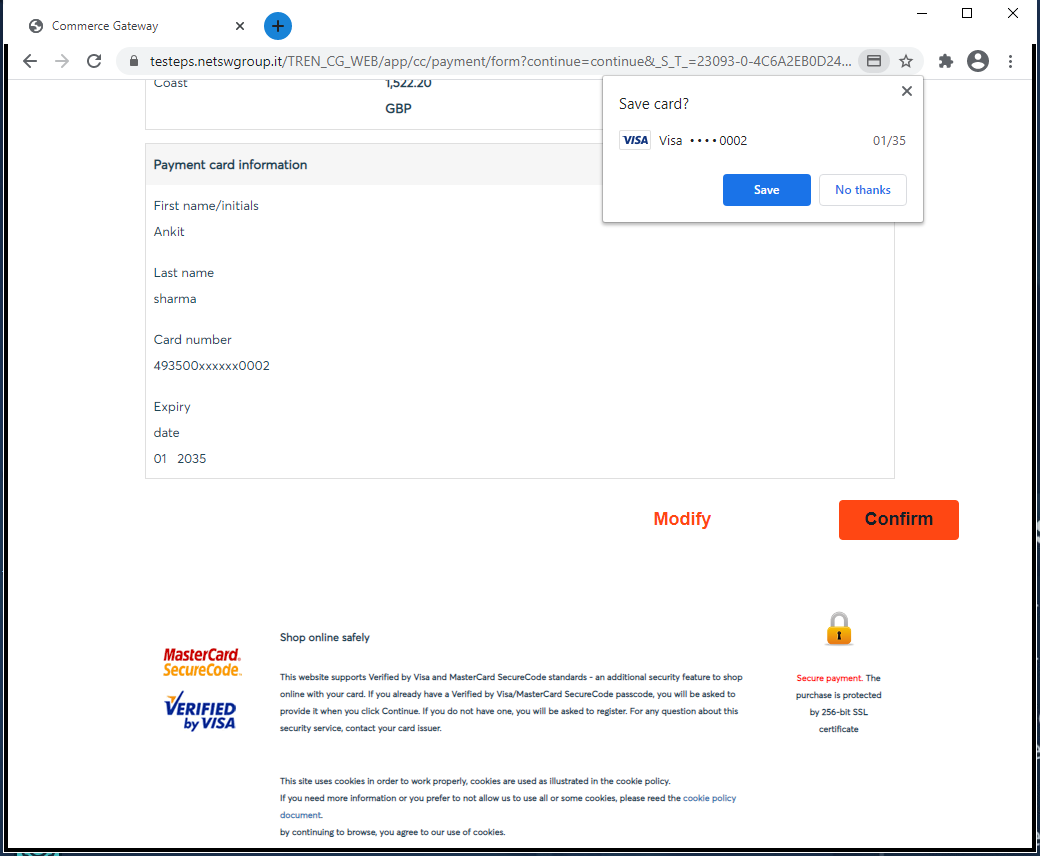 Commerce Gateway
testeps.netswgroup.it/TREN_CG_WEB/app/cc/payment/form?continue=continue&_S_T_=23093-0-4C6A2EB0D24...
Coast 1,522.20
GBP
Save card?
VISA Visa •••• 0002 01/35
Save No thanks
Payment card information
First name/initials
Ankit
Last name
sharma
Card number
493500xxxxxx0002
Expiry
date
01 2035
Modify Confirm
MasterCard.
SecureCode.
VERIFIED
by VISA
Shop online safely
This website supports Verified by Visa and MasterCard SecureCode standards - an additional security feature to shop
online with your card. If you already have a Verified by Visa/MasterCard SecureCode passcode, you will be asked to
provide it when you click Continue. If you do not have one, you will be asked to register. For any question about this
security service, contact your card issuer.
Secure payment. The
purchase is protected
by 256-bit SSL
certificate
This site uses cookies in order to work properly, cookies are used as illustrated in the cookie policy.
If you need more information or you prefer to not allow us to use all or some cookies, please reed the cookie policy
document.
by continuing to browse, you agree to our use of cookies.